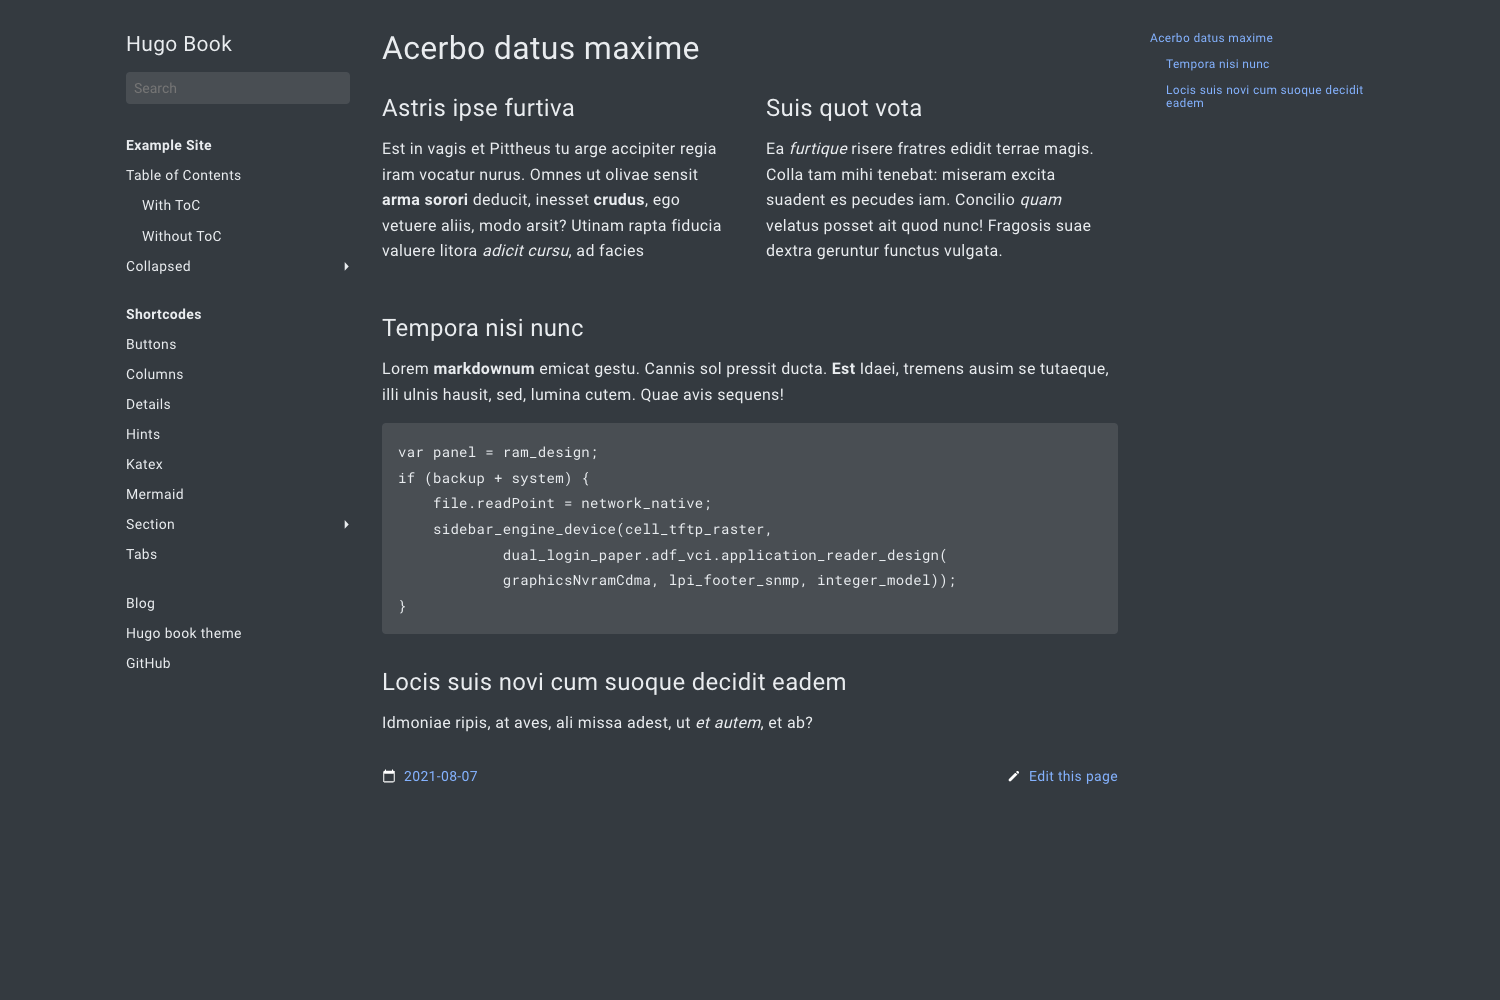 Hugo Book
Search
Example Site
Table of Contents
With ToC
Without ToC
Collapsed
Shortcodes
Buttons
Columns
Details
Hints
Katex
Mermaid
Section
Tabs
Blog
Hugo book theme
GitHub
Acerbo datus maxime
Astris ipse furtiva
Est in vagis et Pittheus tu arge accipiter regia
iram vocatur nurus. Omnes ut olivae sensit
arma sorori deducit, inesset crudus, ego
vetuere aliis, modo arsit? Utinam rapta fiducia
valuere litora adicit cursu, ad facies
Suis quot vota
Ea furtique risere fratres edidit terrae magis.
Colla tam mihi tenebat: miseram excita
suadent es pecudes iam. Concilio quam
velatus posset ait quod nunc! Fragosis suae
dextra geruntur functus vulgata.
Tempora nisi nunc
Lorem markdownum emicat gestu. Cannis sol pressit ducta. Est Idaei, tremens ausim se tutaeque,
illi ulnis hausit, sed, lumina cutem. Quae avis sequens!
var panel = ram_design;
if (backup + system) {
    file.readPoint = network_native;
    sidebar_engine_device(cell_tftp_raster,
            dual_login_paper.adf_vci.application_reader_design(
            graphicsNvramCdma, lpi_footer_snmp, integer_model));
}
Locis suis novi cum suoque decidit eadem
Idmoniae ripis, at aves, ali missa adest, ut et autem, et ab?
2021-08-07
Edit this page
Acerbo datus maxime
Tempora nisi nunc
Locis suis novi cum suoque decidit
eadem